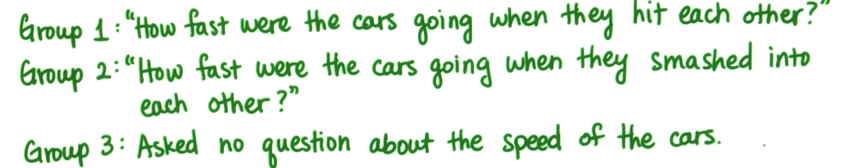 Group 1: "How fast were the cars going when they hit each other?"
Group 2: "How fast were the cars going when they smashed into
each other?"
Group 3: Asked no question about the speed of the cars.